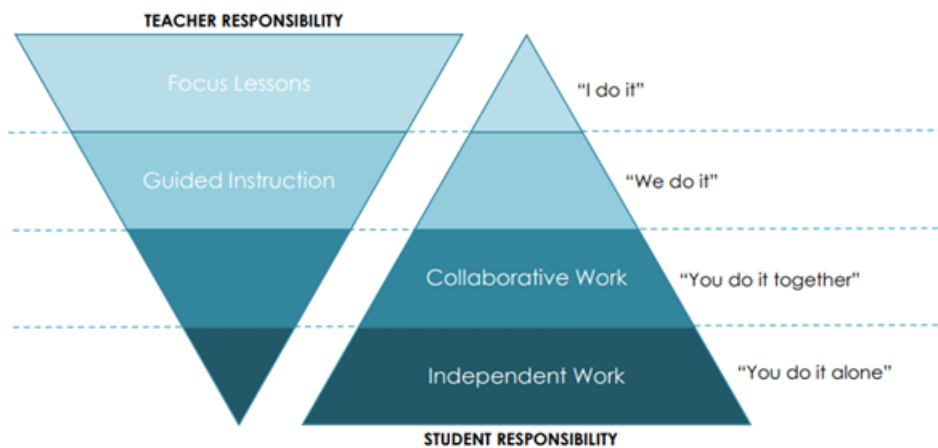 TEACHER RESPONSIBILITY
Focus Lessons
“I do it”
Guided Instruction
“We do it”
Collaborative Work
“You do it together”
Independent Work
“You do it alone”
STUDENT RESPONSIBILITY